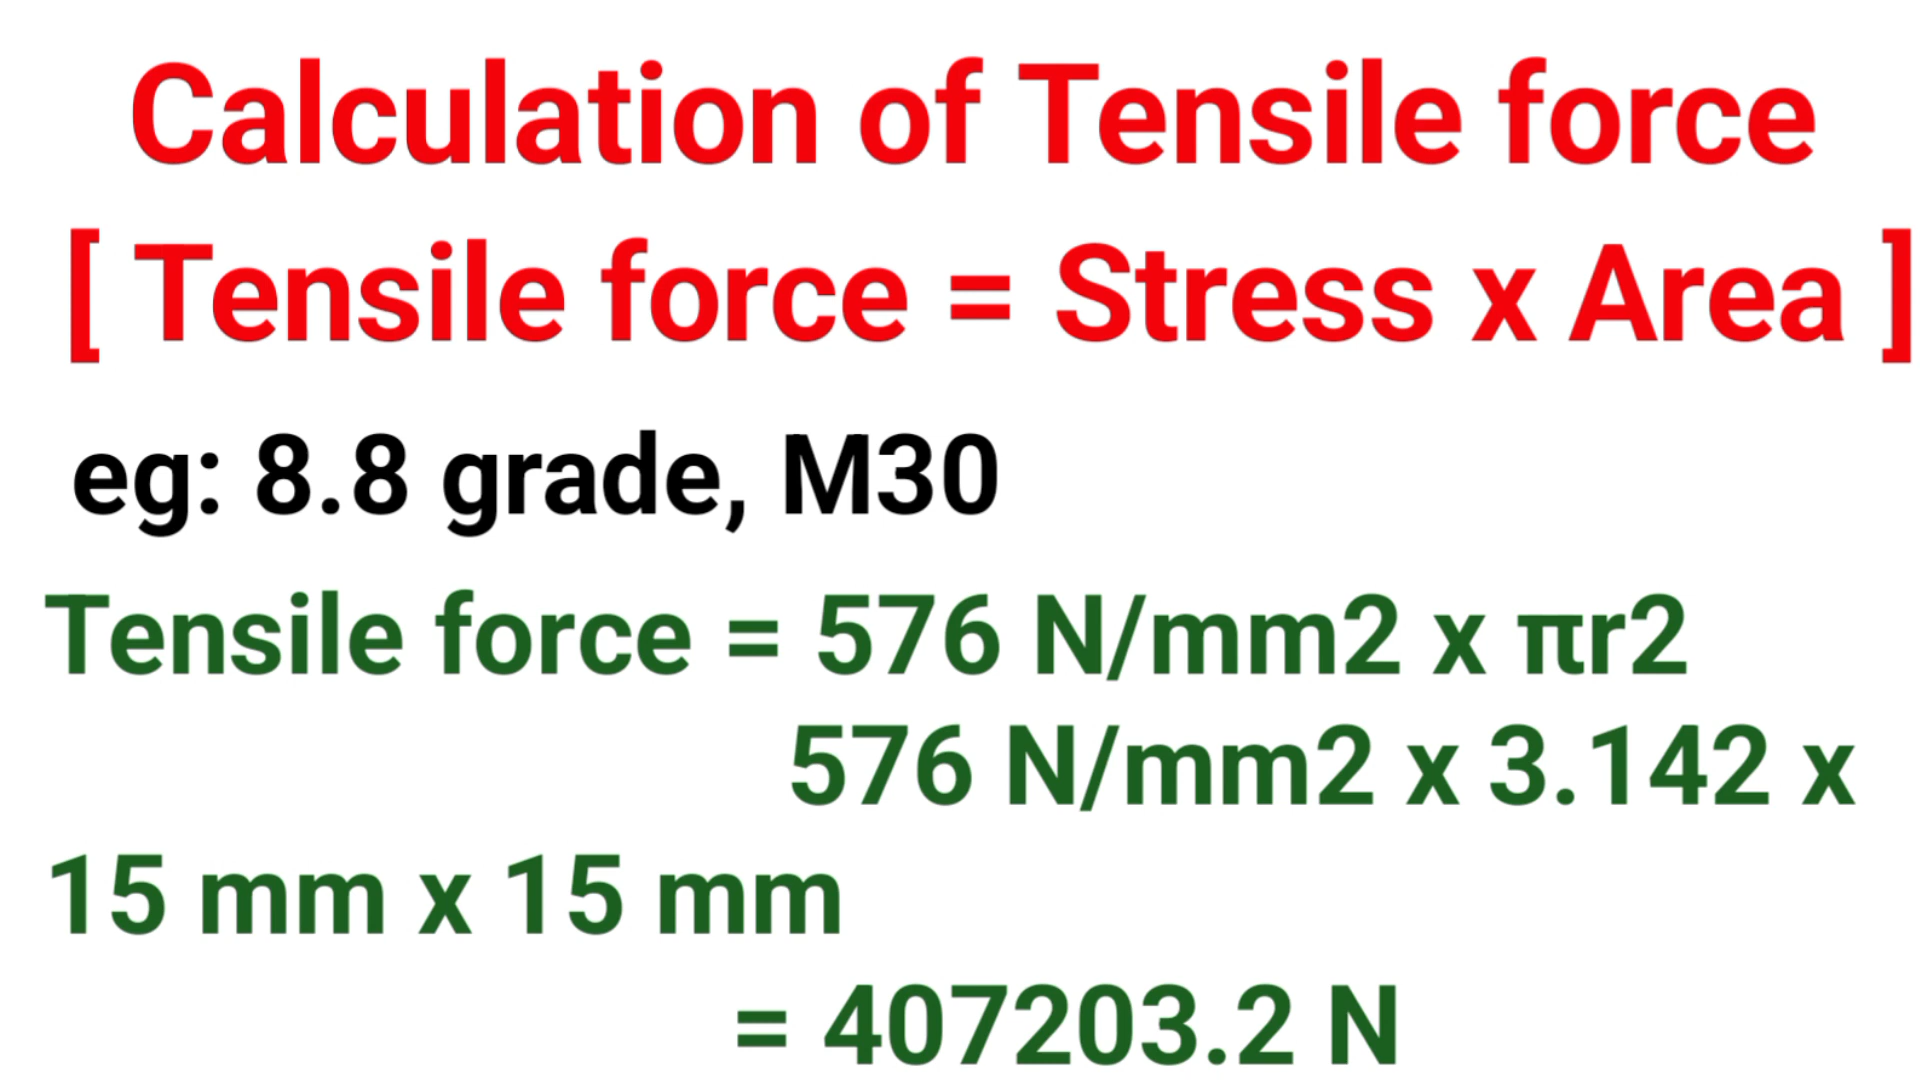 Calculation of Tensile force
[ Tensile force = Stress x Area ]
eg: 8.8 grade, M30
Tensile force = 576 N/mm2 x πr2
576 N/mm2 x 3.142 x
15 mm x 15 mm
= 407203.2 N